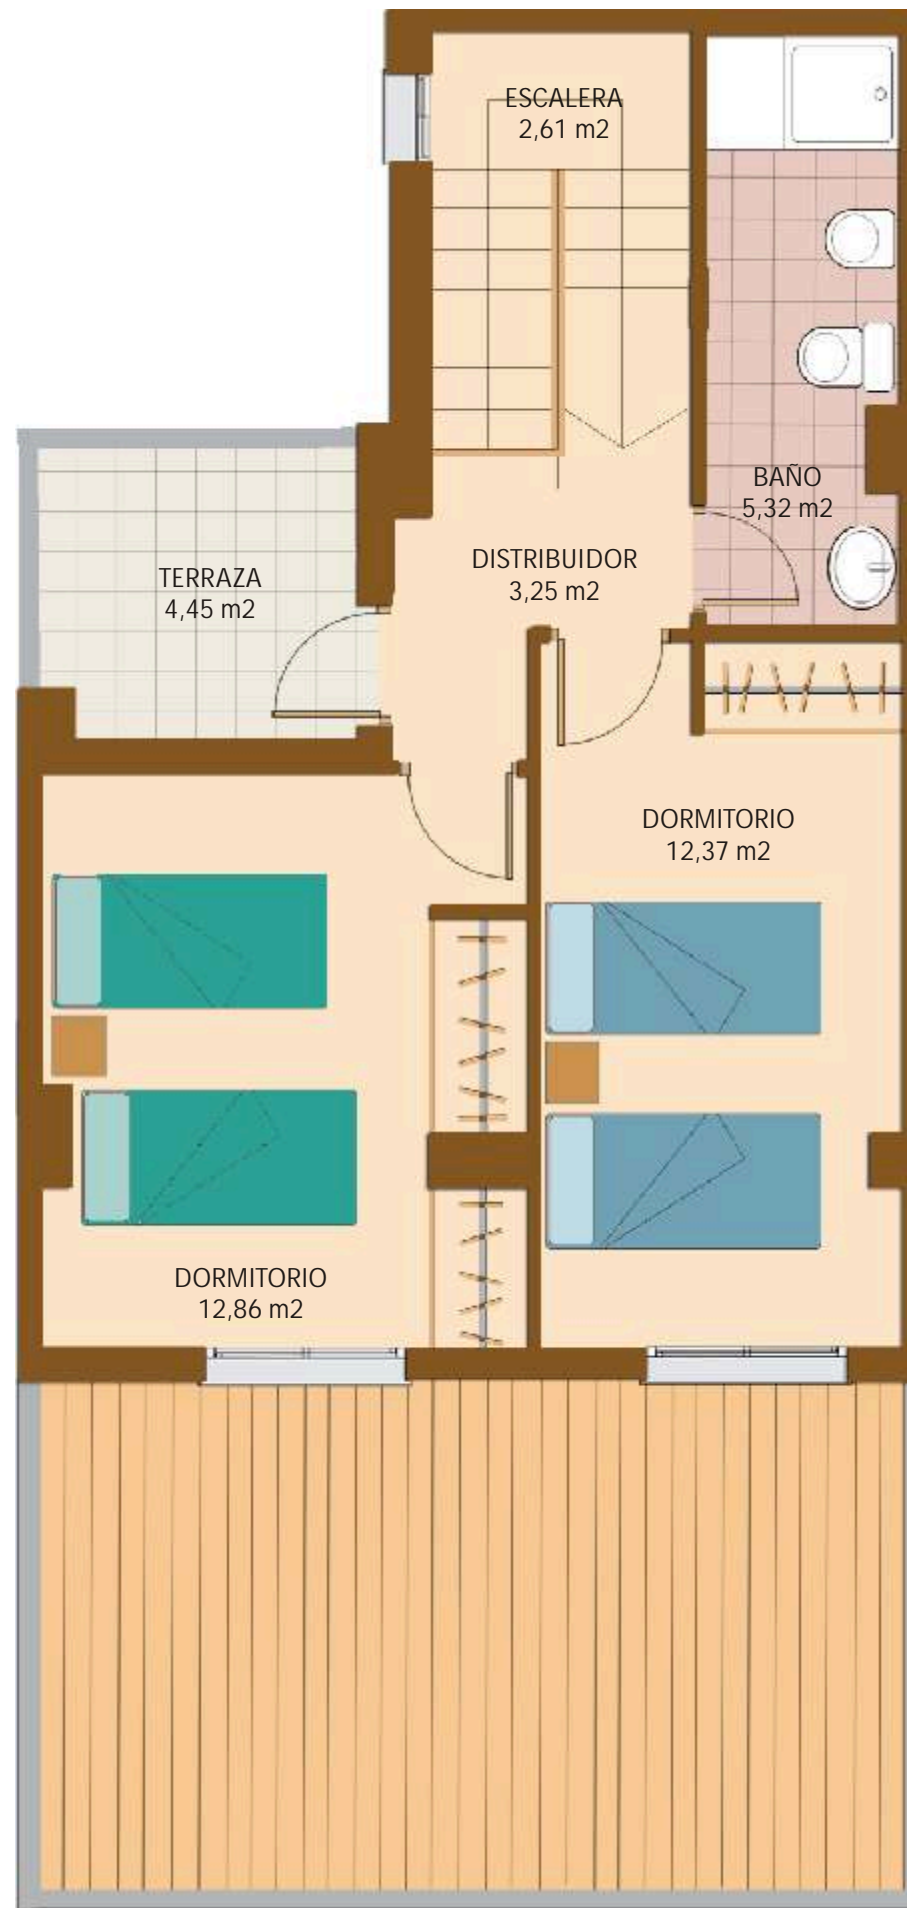 ESCALERA
2,61 m2
BAÑO
5,32 m2
DISTRIBUIDOR
3,25 m2
TERRAZA
4,45 m2
DORMITORIO
12,37 m2
DORMITORIO
12,86 m2